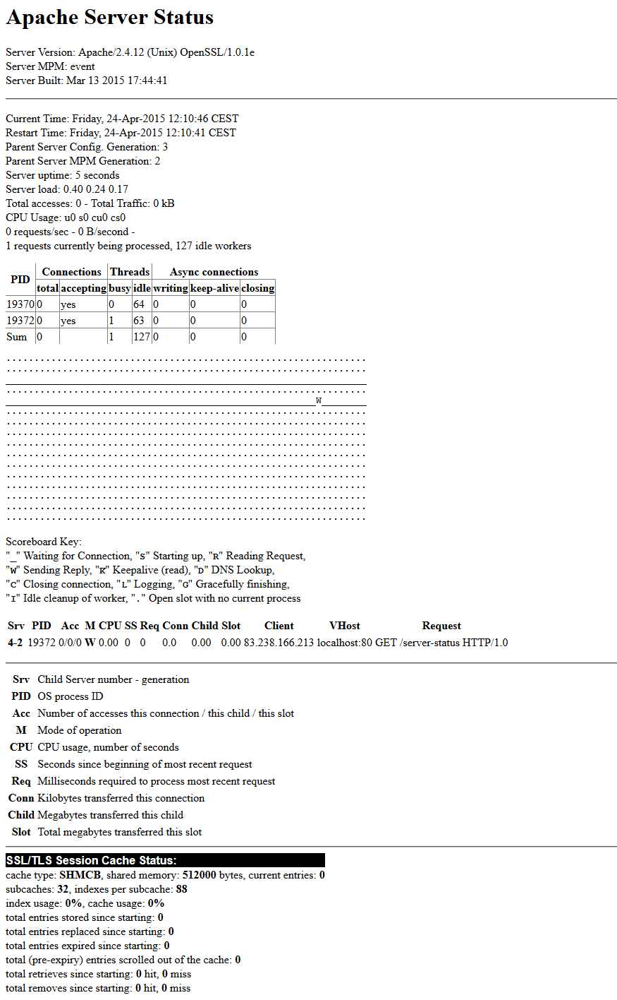 Apache Server Status
Server Version: Apache/2.4.12 (Unix) OpenSSL/1.0.1e
Server MPM: event
Server Built: Mar 13 2015 17:44:41
Current Time: Friday, 24-Apr-2015 12:10:46 CEST
Restart Time: Friday, 24-Apr-2015 12:10:41 CEST
Parent Server Config. Generation: 3
Parent Server MPM Generation: 2
Server uptime: 5 seconds
Server load: 0.40 0.24 0.17
Total accesses: 0 - Total Traffic: 0 kB
CPU Usage: u0 s0 cu0 cs0
0 requests/sec - 0 B/second -
1 requests currently being processed, 127 idle workers
PID Connections Threads Async connections
total accepting busy idle writing keep-alive closing
19370 0 yes 0 64 0 0 0
19372 0 yes 1 63 0 0 0
Sum 0 1 127 0 0 0
................................................................
................................................................
________________________________________________________________
................................................................
_______________________________________________________W________
................................................................
................................................................
................................................................
................................................................
................................................................
................................................................
................................................................
................................................................
................................................................
................................................................
................................................................
Scoreboard Key:
"_" Waiting for Connection, "S" Starting up, "R" Reading Request,
"W" Sending Reply, "K" Keepalive (read), "D" DNS Lookup,
"C" Closing connection, "L" Logging, "G" Gracefully finishing,
"I" Idle cleanup of worker, "." Open slot with no current process
Srv PID Acc M CPU SS Req Conn Child Slot Client VHost Request
4-2 19372 0/0/0 W 0.00 0 0 0.0 0.00 0.00 83.238.166.213 localhost:80 GET /server-status HTTP/1.0
Srv Child Server number - generation
PID OS process ID
Acc Number of accesses this connection / this child / this slot
M Mode of operation
CPU CPU usage, number of seconds
SS Seconds since beginning of most recent request
Req Milliseconds required to process most recent request
Conn Kilobytes transferred this connection
Child Megabytes transferred this child
Slot Total megabytes transferred this slot
SSL/TLS Session Cache Status:
cache type: SHMCB, shared memory: 512000 bytes, current entries: 0
subcaches: 32, indexes per subcache: 88
index usage: 0%, cache usage: 0%
total entries stored since starting: 0
total entries replaced since starting: 0
total entries expired since starting: 0
total (pre-expiry) entries scrolled out of the cache: 0
total retrieves since starting: 0 hit, 0 miss
total removes since starting: 0 hit, 0 miss